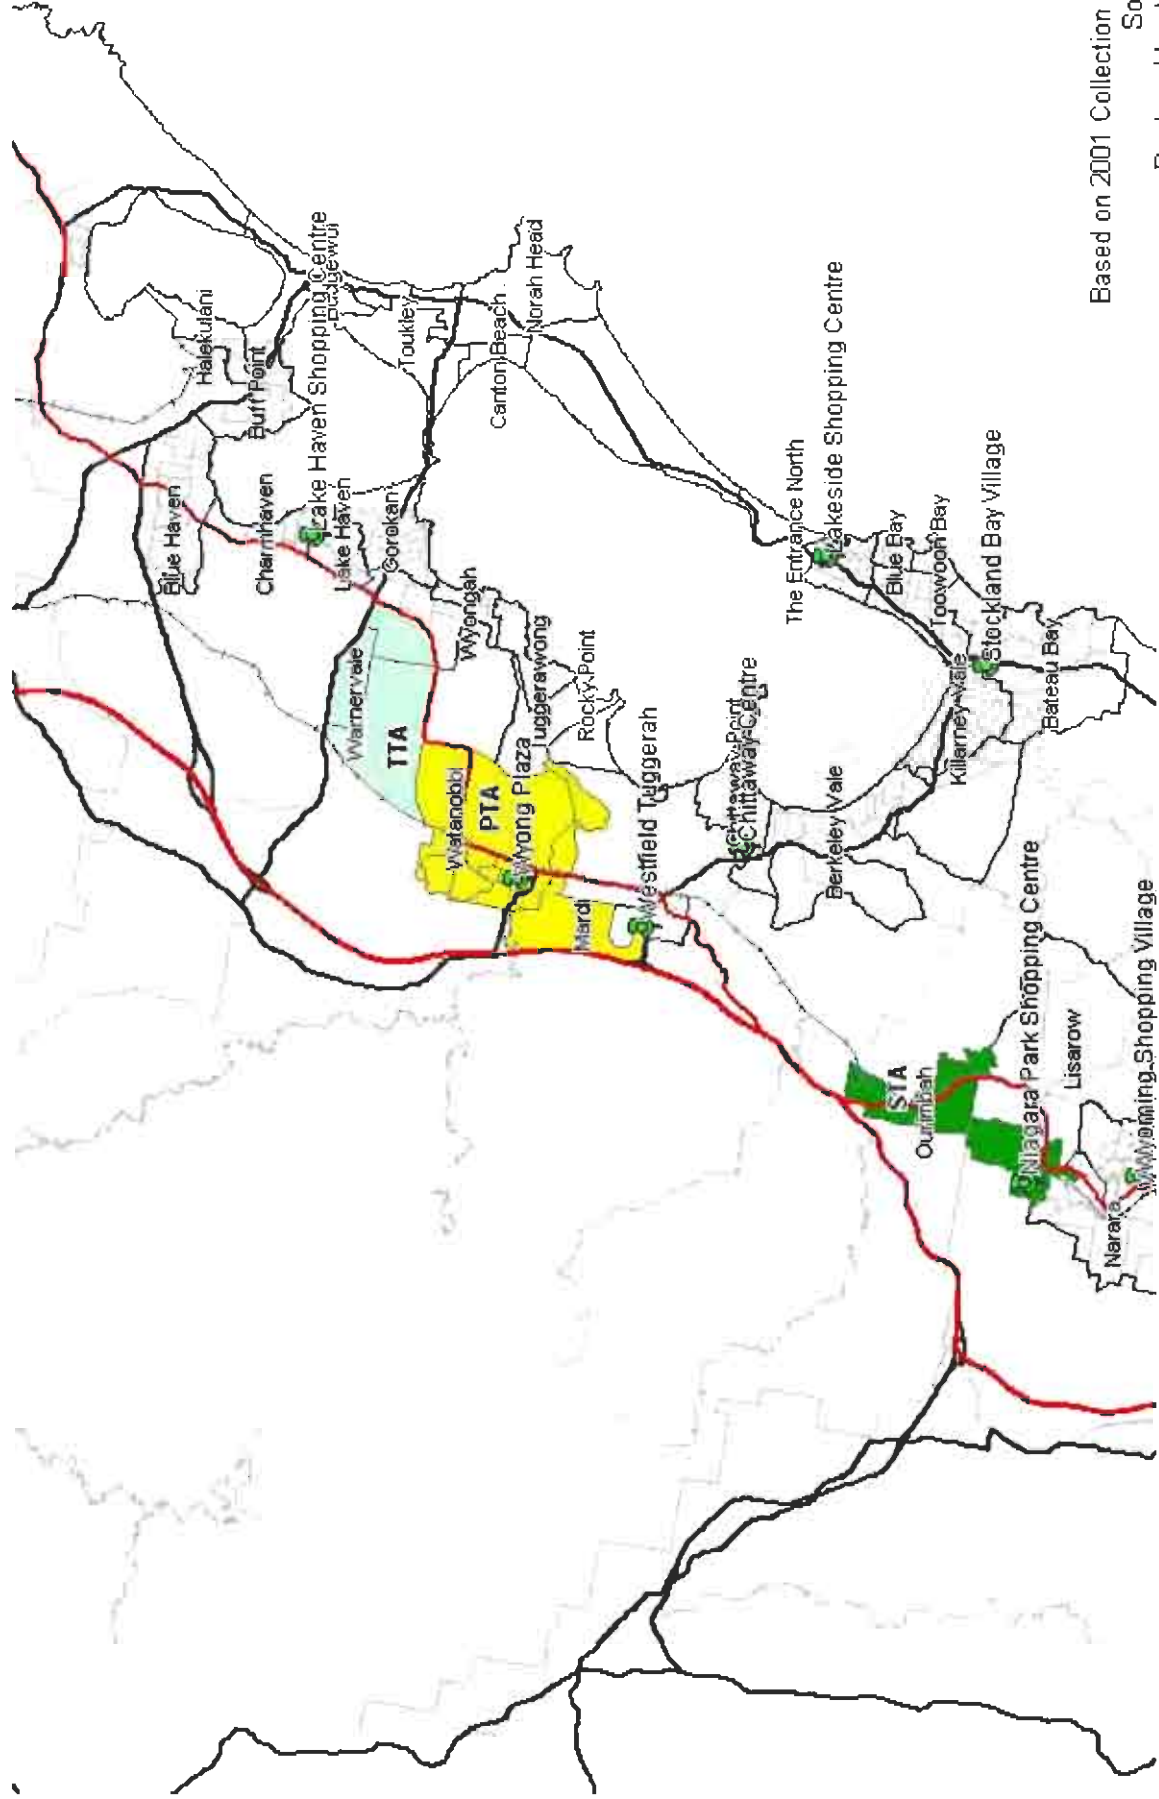 Halekulani
Buff Point
Blue Haven
Charmhaven
Lake Haven Shopping Centre
Budgewoi
Lake Haven
Toukley
Gorokan
Canton Beach
Norah Head
Warnervale
TTA
Wyongah
Tuggerawong
Rocky Point
Watanobbi
PTA
Wyong Plaza
Mardi
Westfield Tuggerah
Chittaway Point
Chittaway Centre
The Entrance North
Lakeside Shopping Centre
Blue Bay
Toowoon Bay
Stockland Bay Village
Killarney Vale
Bateau Bay
Berkeley Vale
STA
Ourimbah
Niagara Park Shopping Centre
Lisarow
Narara
Wyoming Shopping Village
Based on 2001 Collection
So